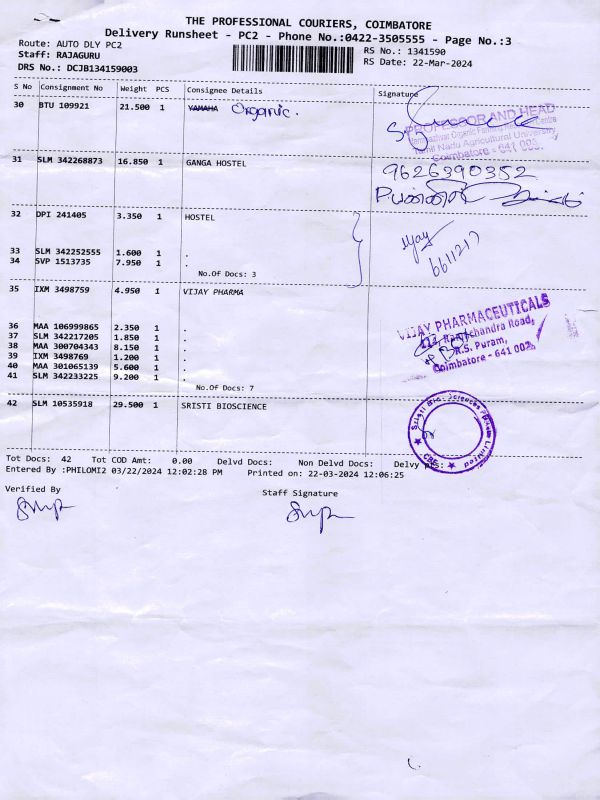 THE PROFESSIONAL COURIERS, COIMBATORE
Delivery Runsheet - PC2 - Phone No.:0422-3505555 - Page No.:3
Route: AUTO DLY PC2
RS No.: 1341590
Staff: RAJAGURU
RS Date: 22-Mar-2024
DRS No.: DCJB134159003
S No Consignment No Weight PCS Consignee Details Signature
30 BTU 109921 21.500 1 YAMAHA Organic.
PROFESSOR AND HEAD
Tamil Nadu Agricultural University
Coimbatore - 641 003.
31 SLM 342268873 16.850 1 GANGA HOSTEL
9626390352
32 DPI 241405 3.350 1 HOSTEL
33 SLM 342252555 1.600 1 .
34 SVP 1513735 7.950 1 .
No.Of Docs: 3
35 IXM 3498759 4.950 1 VIJAY PHARMA
VIJAY PHARMACEUTICALS
36 MAA 106999865 2.350 1 .
37 SLM 342217205 1.850 1 .
38 MAA 300704343 8.150 1 .
39 IXM 3498769 1.200 1 .
40 MAA 301065139 5.600 1 .
41 SLM 342233225 9.200 1 .
R.S. Puram,
Coimbatore - 641 002.
No.Of Docs: 7
42 SLM 10535918 29.500 1 SRISTI BIOSCIENCE
Tot Docs: 42 Tot COD Amt: 0.00 Delvd Docs: Non Delvd Docs: Delvy pcs:
Entered By :PHILOMI2 03/22/2024 12:02:28 PM Printed on: 22-03-2024 12:06:25
Verified By
Staff Signature